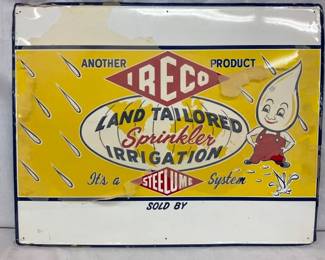 ANOTHER IRECO PRODUCT
LAND TAILORED
Sprinkler
IRRIGATION
It's a STEELUME System
SOLD BY